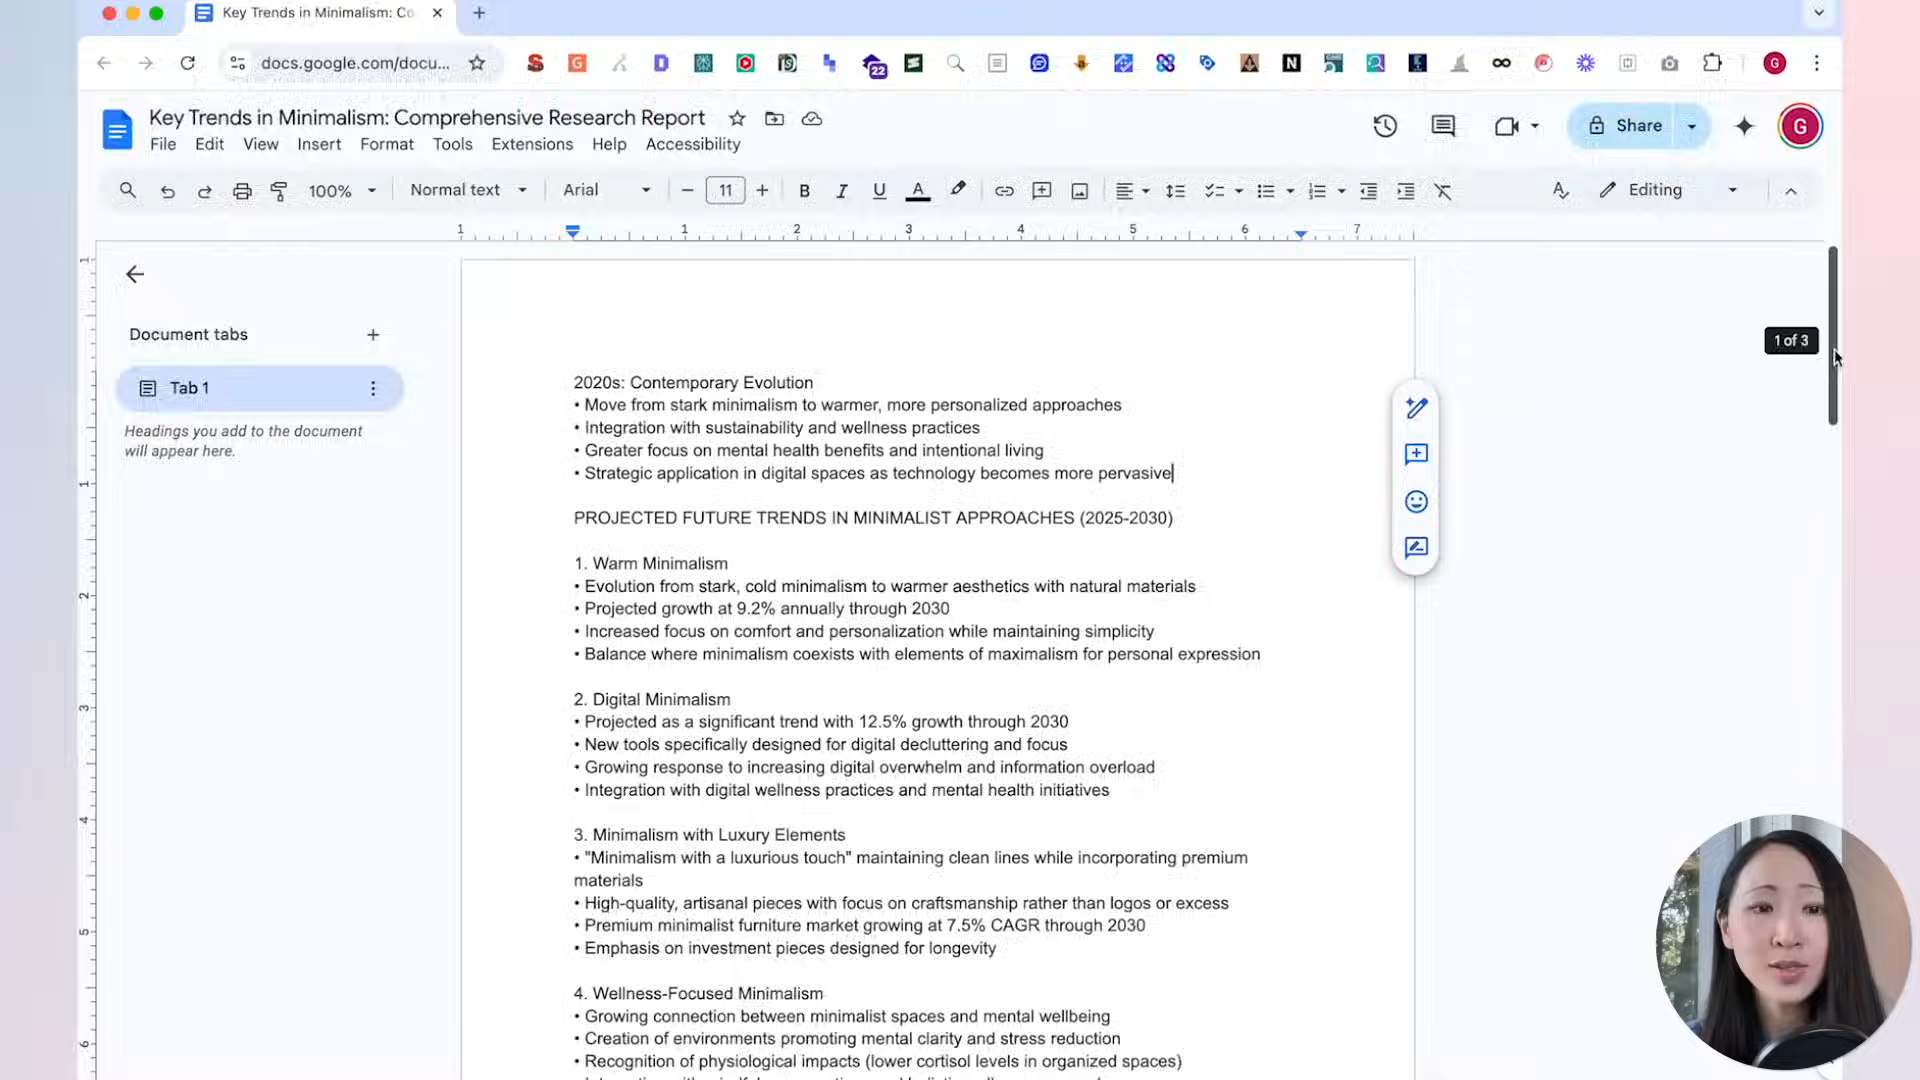 Key Trends in Minimalism: Co
docs.google.com/docu...
22
G
Key Trends in Minimalism: Comprehensive Research Report
Share
G
File Edit View Insert Format Tools Extensions Help Accessibility
100% Normal text Arial 11 B I U A Editing
1 1 2 3 4 5 6 7
Document tabs
Tab 1
Headings you add to the document
will appear here.
1 of 3
2020s: Contemporary Evolution
• Move from stark minimalism to warmer, more personalized approaches
• Integration with sustainability and wellness practices
• Greater focus on mental health benefits and intentional living
• Strategic application in digital spaces as technology becomes more pervasive
PROJECTED FUTURE TRENDS IN MINIMALIST APPROACHES (2025-2030)
1. Warm Minimalism
• Evolution from stark, cold minimalism to warmer aesthetics with natural materials
• Projected growth at 9.2% annually through 2030
• Increased focus on comfort and personalization while maintaining simplicity
• Balance where minimalism coexists with elements of maximalism for personal expression
2. Digital Minimalism
• Projected as a significant trend with 12.5% growth through 2030
• New tools specifically designed for digital decluttering and focus
• Growing response to increasing digital overwhelm and information overload
• Integration with digital wellness practices and mental health initiatives
3. Minimalism with Luxury Elements
• "Minimalism with a luxurious touch" maintaining clean lines while incorporating premium
materials
• High-quality, artisanal pieces with focus on craftsmanship rather than logos or excess
• Premium minimalist furniture market growing at 7.5% CAGR through 2030
• Emphasis on investment pieces designed for longevity
4. Wellness-Focused Minimalism
• Growing connection between minimalist spaces and mental wellbeing
• Creation of environments promoting mental clarity and stress reduction
• Recognition of physiological impacts (lower cortisol levels in organized spaces)